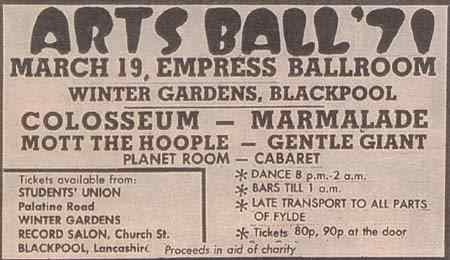 ARTS BALL '71
MARCH 19, EMPRESS BALLROOM
WINTER GARDENS, BLACKPOOL
COLOSSEUM — MARMALADE
MOTT THE HOOPLE — GENTLE GIANT
PLANET ROOM — CABARET
Tickets available from:
STUDENTS' UNION
Palatine Road
WINTER GARDENS
RECORD SALON, Church St.
BLACKPOOL, Lancashire
* DANCE 8 p.m.-2 a.m.
* BARS TILL 1 a.m.
* LATE TRANSPORT TO ALL PARTS
OF FYLDE
* Tickets 80p, 90p at the door
Proceeds in aid of charity